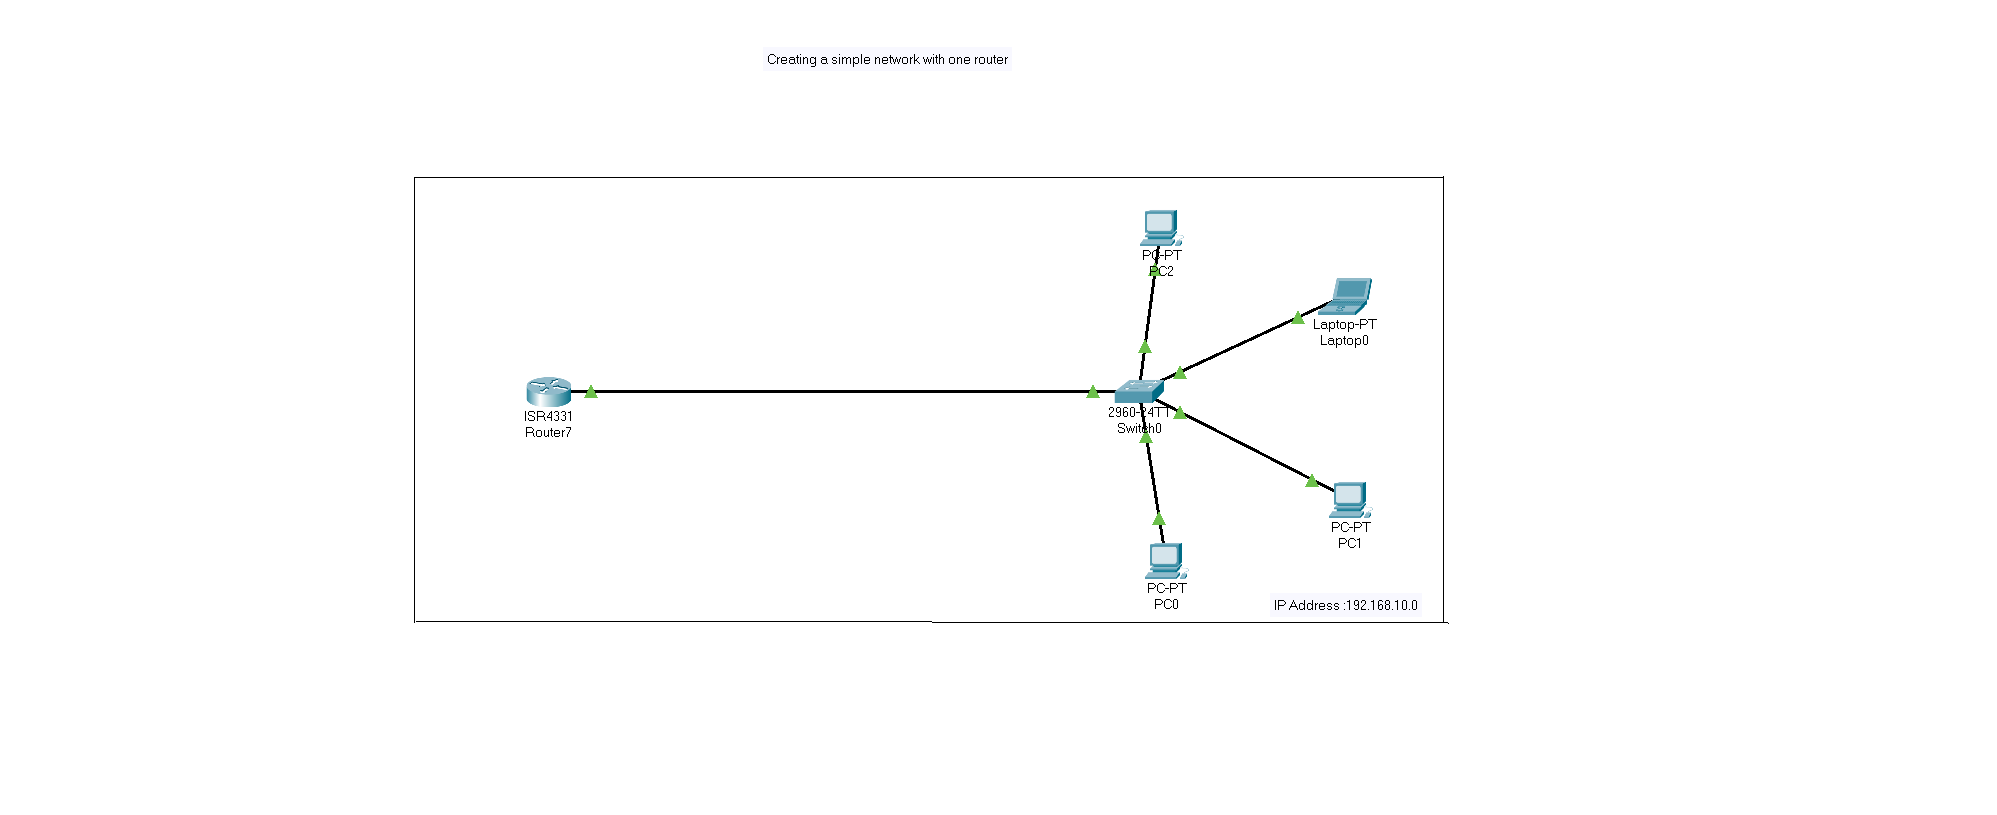 Creating a simple network with one router
PC-PT
PC2
Laptop-PT
Laptop0
ISR4331
Router7
2960-24TT
Switch0
PC-PT
PC1
PC-PT
PC0
IP Address :192.168.10.0